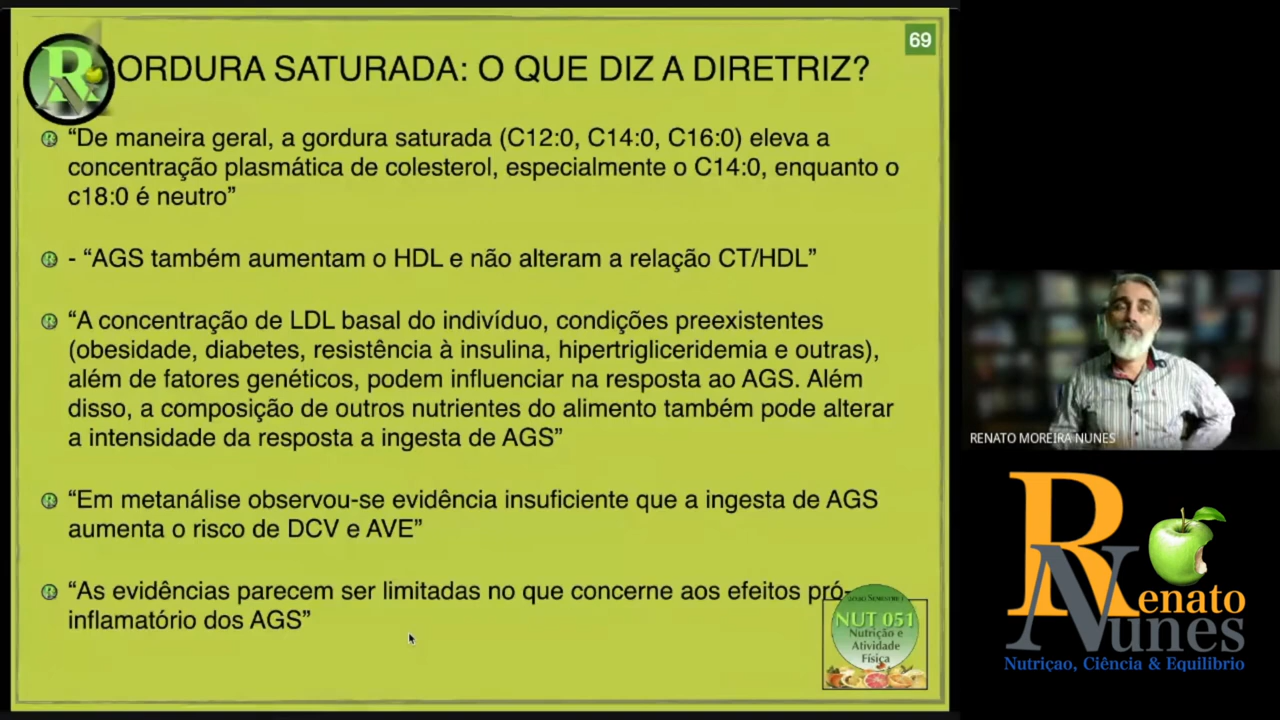 69
GORDURA SATURADA: O QUE DIZ A DIRETRIZ?
“De maneira geral, a gordura saturada (C12:0, C14:0, C16:0) eleva a
concentração plasmática de colesterol, especialmente o C14:0, enquanto o
c18:0 é neutro”
- “AGS também aumentam o HDL e não alteram a relação CT/HDL”
“A concentração de LDL basal do indivíduo, condições preexistentes
(obesidade, diabetes, resistência à insulina, hipertrigliceridemia e outras),
além de fatores genéticos, podem influenciar na resposta ao AGS. Além
disso, a composição de outros nutrientes do alimento também pode alterar
a intensidade da resposta a ingesta de AGS”
“Em metanálise observou-se evidência insuficiente que a ingesta de AGS
aumenta o risco de DCV e AVE”
“As evidências parecem ser limitadas no que concerne aos efeitos pró-
inflamatório dos AGS”
NUT 051
Nutrição e
Atividade
Física
RENATO MOREIRA NUNES
Renato
Nunes
Nutriçao, Ciência & Equilibrio